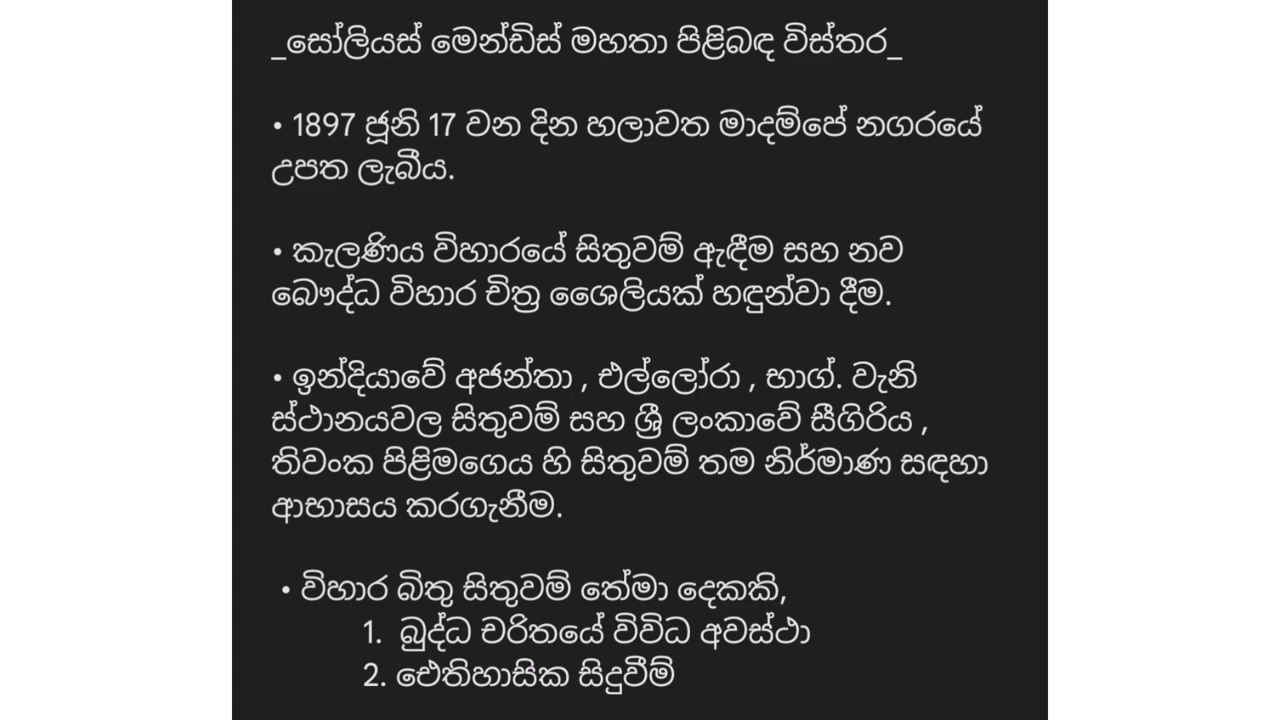 _සෝලියස් මෙන්ඩිස් මහතා පිළිබඳ විස්තර_
• 1897 ජූනි 17 වන දින හලාවත මාදම්පේ නගරයේ
උපත ලැබීය.
• කැලණිය විහාරයේ සිතුවම් ඇඳීම සහ නව
බෞද්ධ විහාර චිත්‍ර ශෛලියක් හඳුන්වා දීම.
• ඉන්දියාවේ අජන්තා , එල්ලෝරා , භාග්. වැනි
ස්ථානයවල සිතුවම් සහ ශ්‍රී ලංකාවේ සීගිරිය ,
තිවංක පිළිමගෙය හි සිතුවම් තම නිර්මාණ සඳහා
ආභාසය කරගැනීම.
• විහාර බිතු සිතුවම් තේමා දෙකකි,
1. බුද්ධ චරිතයේ විවිධ අවස්ථා
2. ඓතිහාසික සිදුවීම්